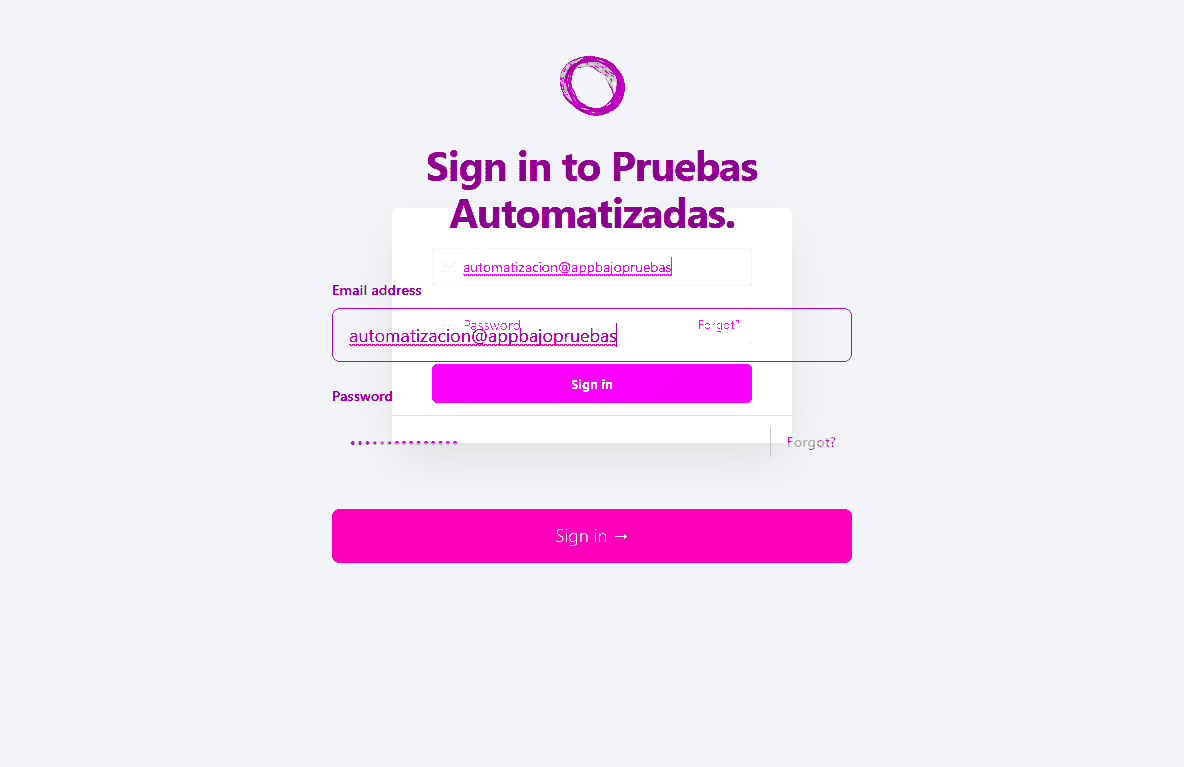 Sign in to Pruebas
Automatizadas.
automatizacion@appbajopruebas
Email address
Password Forgot?
automatizacion@appbajopruebas
Sign in
Password
Forgot?
Sign in →